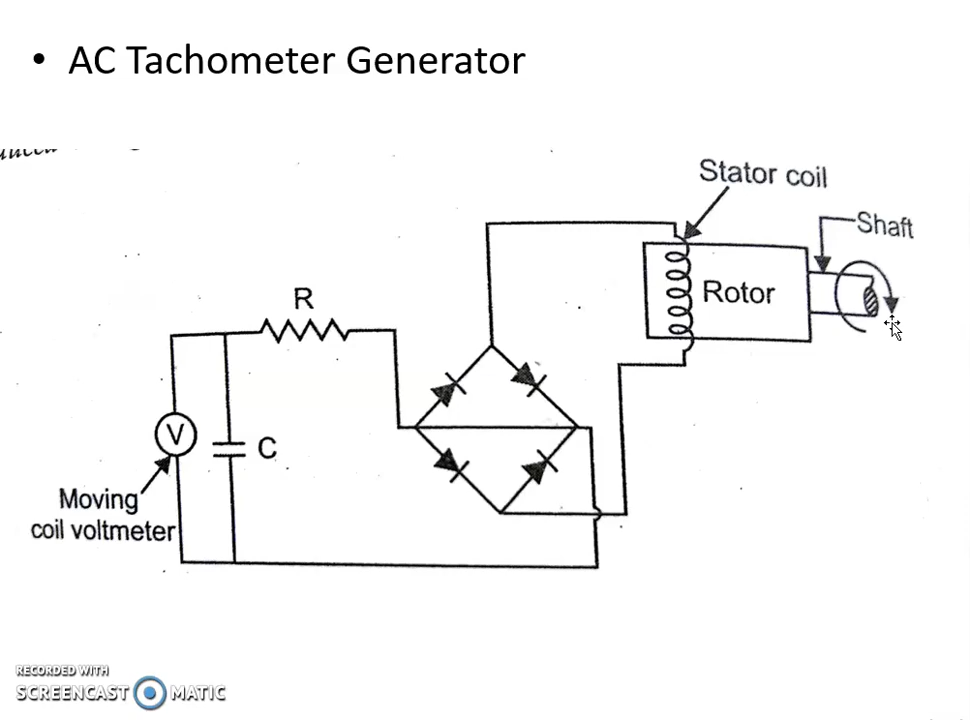 • AC Tachometer Generator
Stator coil
Shaft
R
Rotor
V
C
Moving
coil voltmeter
RECORDED WITH
SCREENCAST MATIC